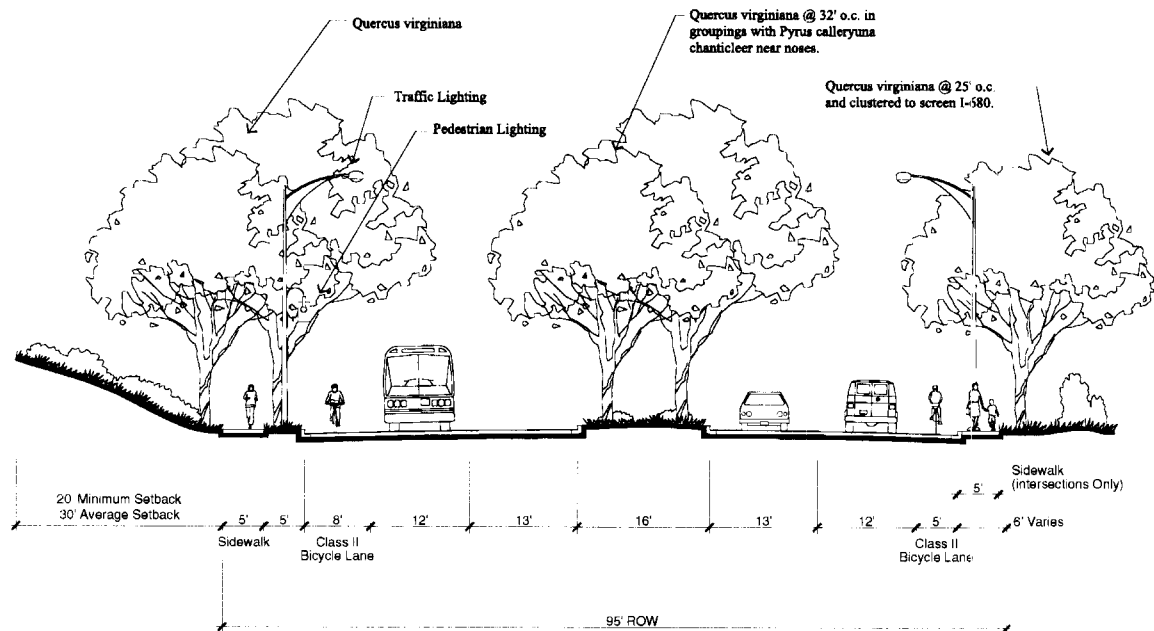 Quercus virginiana
Traffic Lighting
Pedestrian Lighting
Quercus virginiana @ 32' o.c. in
groupings with Pyrus calleryuna
chanticleer near noses.
Quercus virginiana @ 25' o.c.
and clustered to screen I-680.
20 Minimum Setback
30' Average Setback
5'
5'
8'
12'
13'
16'
13'
12'
5'
5'
Sidewalk
(intersections Only)
6' Varies
Sidewalk
Class II
Bicycle Lane
Class II
Bicycle Lane
95' ROW